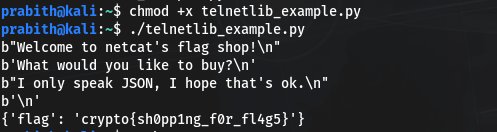 prabith@kali:~$ chmod +x telnetlib_example.py
prabith@kali:~$ ./telnetlib_example.py
b"Welcome to netcat's flag shop!\n"
b'What would you like to buy?\n'
b"I only speak JSON, I hope that's ok.\n"
b'\n'
{'flag': 'crypto{sh0pp1ng_f0r_fl4g5}'}